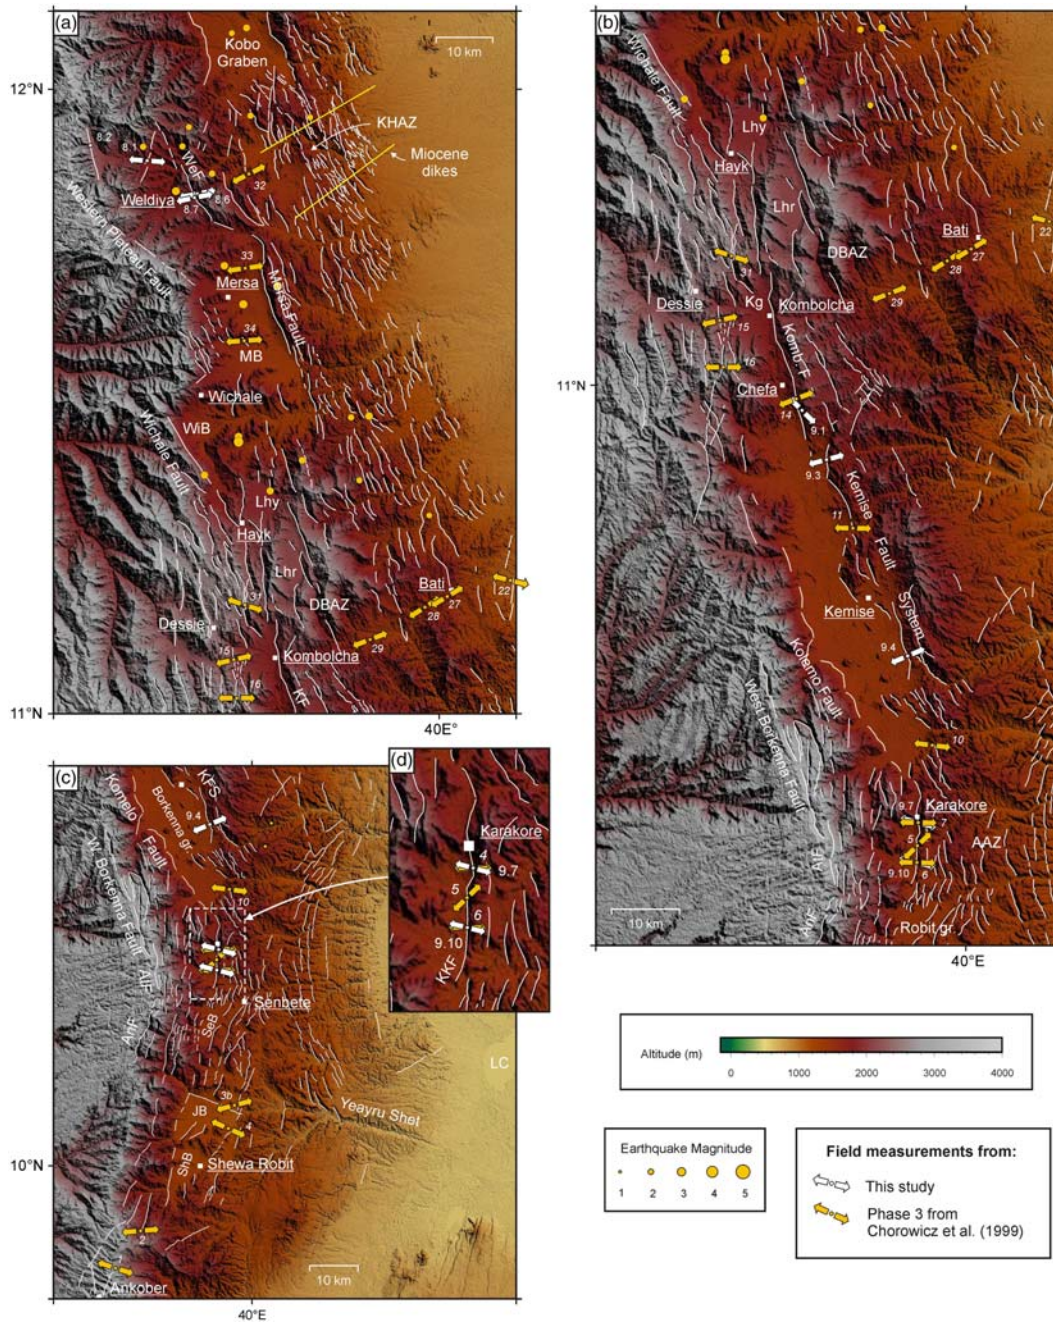 (a)
Kobo
Graben
10 km
12°N
KHAZ
Miocene
dikes
8.2
8.1
WeF
32
Weldiya
8.7
8.6
Western Plateau Fault
33
Mersa
Mersa Fault
34
MB
Wichale
WiB
Wichale Fault
Lhy
Hayk
Lhr
Bati
DBAZ
31
27
22
28
Dessie
29
15
Kombolcha
16
KF
11°N
40E°
(b)
Wichale Fault
Lhy
Hayk
Lhr
Bati
22
DBAZ
27
28
31
Dessie
Kg
Kombolcha
29
15
Komb. F
16
11°N
Chefa
14
9.1
9.3
Kemise
11
Fault
Kemise
System
9.4
Kolemo Fault
West Borkenna Fault
10
9.7
Karakore
7
5
AAZ
AlF
9.10
6
10 km
AnF
Robit gr.
40°E
(c)
KFS
Borkenna gr.
Komelo
Fault
9.4
W. Borkenna Fault
10
AlF
AnF
SeB
Senbete
LC
JB
3b
4
Yeayru Shet
ShB
10°N
Shewa Robit
2
1
Ankober
10 km
40°E
(d)
Karakore
4
9.7
5
6
9.10
KKF
Altitude (m)
0 1000 2000 3000 4000
Earthquake Magnitude
1 2 3 4 5
Field measurements from:
This study
Phase 3 from
Chorowicz et al. (1999)